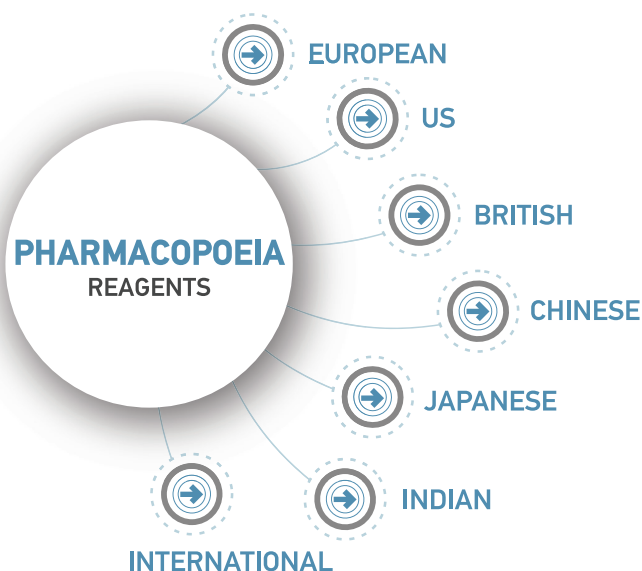 EUROPEAN
US
BRITISH
PHARMACOPOEIA
REAGENTS
CHINESE
JAPANESE
INDIAN
INTERNATIONAL